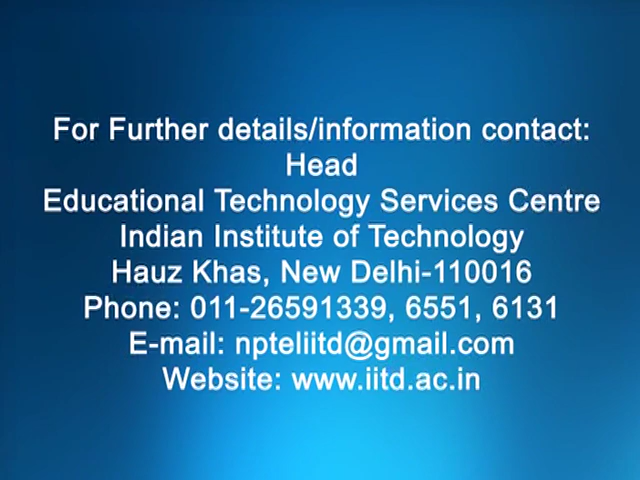 For Further details/information contact:
Head
Educational Technology Services Centre
Indian Institute of Technology
Hauz Khas, New Delhi-110016
Phone: 011-26591339, 6551, 6131
E-mail: npteliitd@gmail.com
Website: www.iitd.ac.in